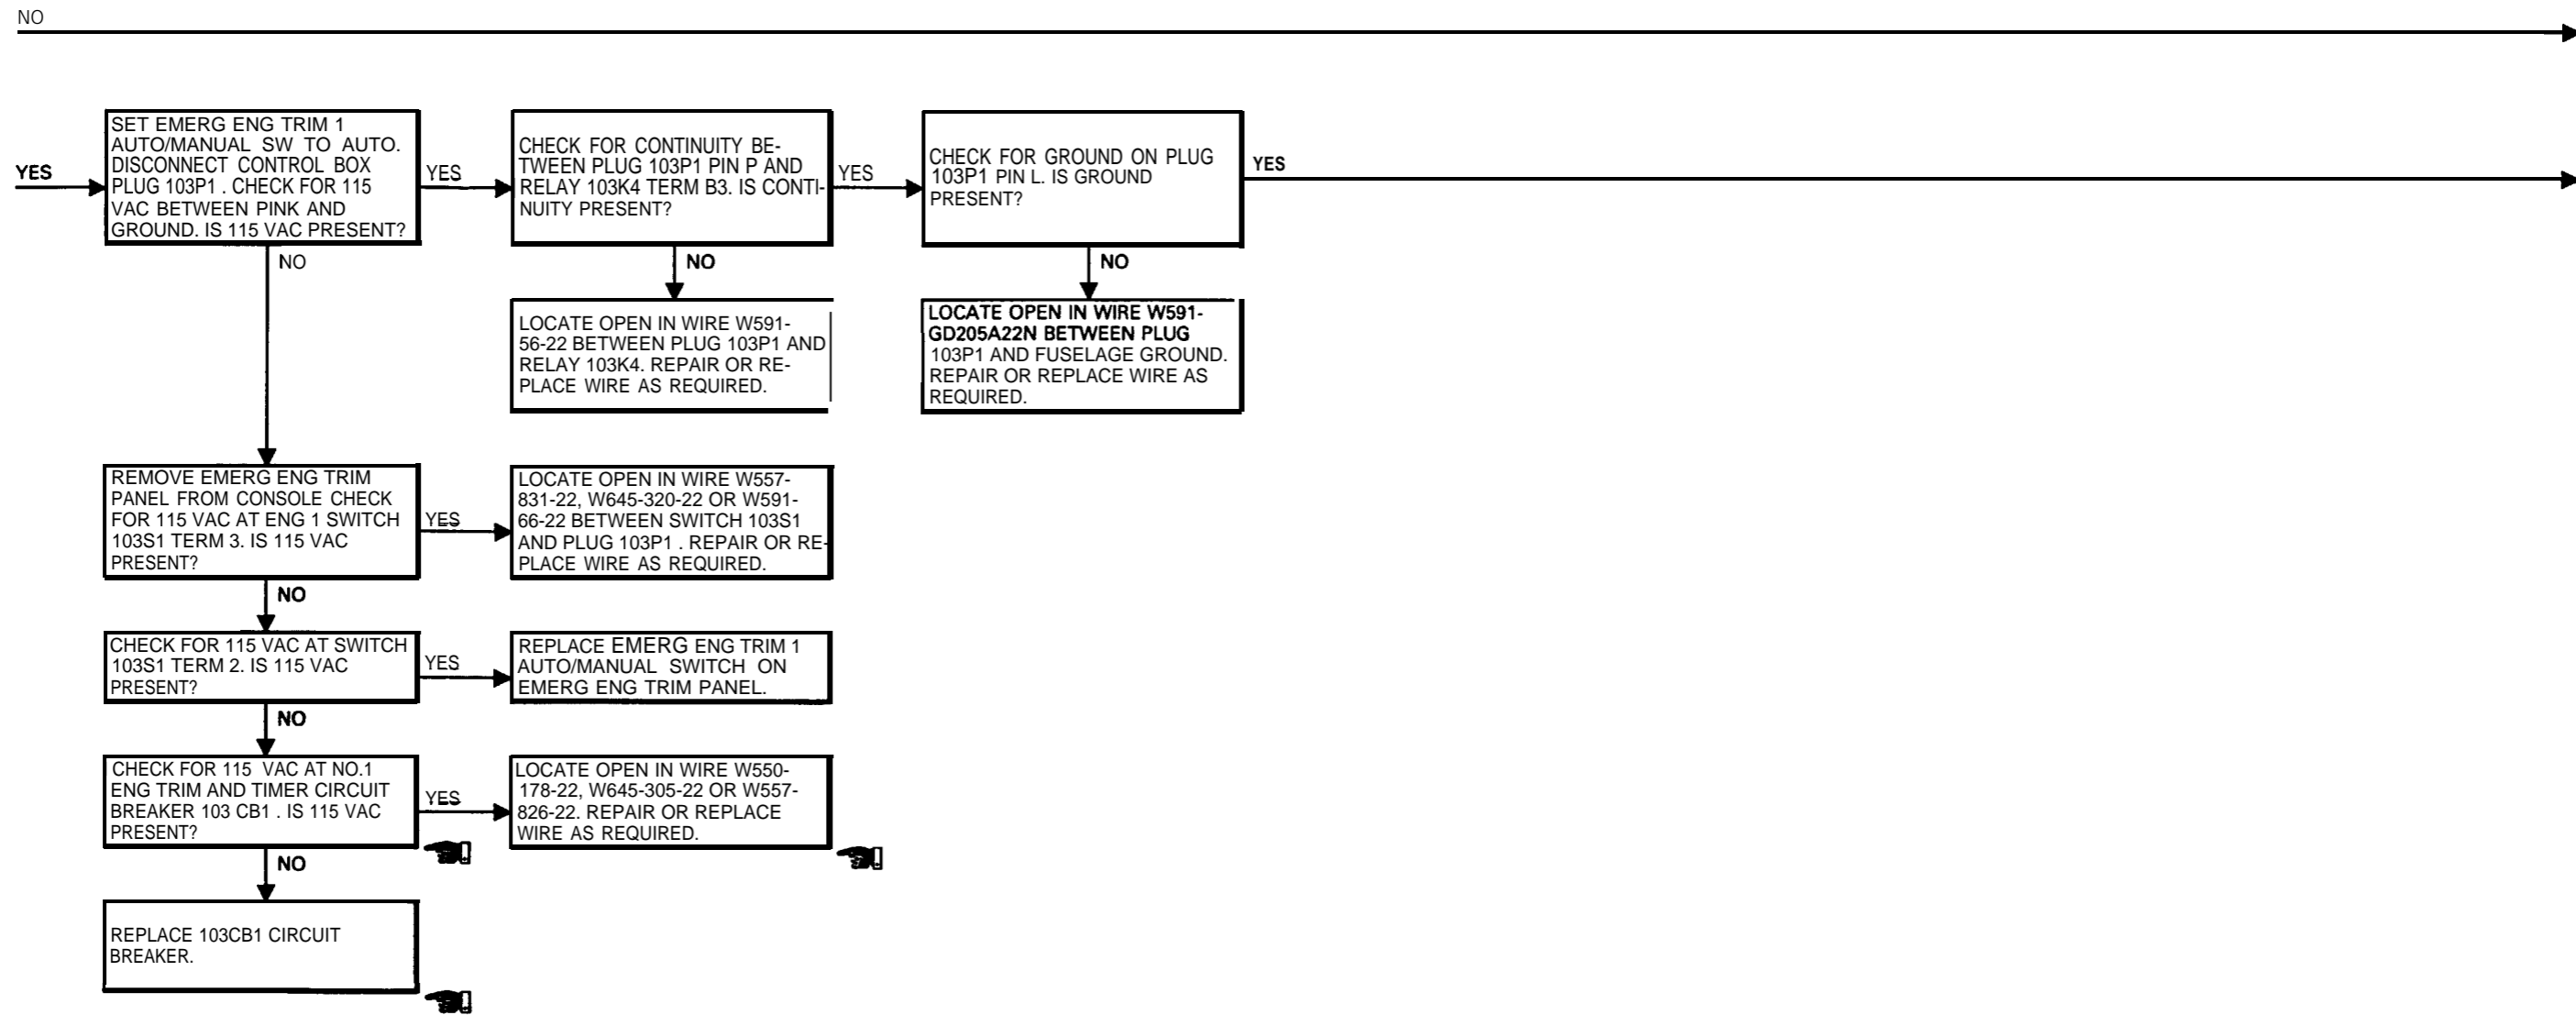 NO
YES
SET EMERG ENG TRIM 1
AUTO/MANUAL SW TO AUTO.
DISCONNECT CONTROL BOX
PLUG 103P1 . CHECK FOR 115
VAC BETWEEN PINK AND
GROUND. IS 115 VAC PRESENT?
YES
CHECK FOR CONTINUITY BE-
TWEEN PLUG 103P1 PIN P AND
RELAY 103K4 TERM B3. IS CONTI-
NUITY PRESENT?
YES
CHECK FOR GROUND ON PLUG
103P1 PIN L. IS GROUND
PRESENT?
YES
NO
NO
NO
LOCATE OPEN IN WIRE W591-
56-22 BETWEEN PLUG 103P1 AND
RELAY 103K4. REPAIR OR RE-
PLACE WIRE AS REQUIRED.
LOCATE OPEN IN WIRE W591-
GD205A22N BETWEEN PLUG
103P1 AND FUSELAGE GROUND.
REPAIR OR REPLACE WIRE AS
REQUIRED.
REMOVE EMERG ENG TRIM
PANEL FROM CONSOLE CHECK
FOR 115 VAC AT ENG 1 SWITCH
103S1 TERM 3. IS 115 VAC
PRESENT?
YES
LOCATE OPEN IN WIRE W557-
831-22, W645-320-22 OR W591-
66-22 BETWEEN SWITCH 103S1
AND PLUG 103P1 . REPAIR OR RE-
PLACE WIRE AS REQUIRED.
NO
CHECK FOR 115 VAC AT SWITCH
103S1 TERM 2. IS 115 VAC
PRESENT?
YES
REPLACE EMERG ENG TRIM 1
AUTO/MANUAL SWITCH ON
EMERG ENG TRIM PANEL.
NO
CHECK FOR 115 VAC AT NO.1
ENG TRIM AND TIMER CIRCUIT
BREAKER 103 CB1 . IS 115 VAC
PRESENT?
YES
LOCATE OPEN IN WIRE W550-
178-22, W645-305-22 OR W557-
826-22. REPAIR OR REPLACE
WIRE AS REQUIRED.
NO
REPLACE 103CB1 CIRCUIT
BREAKER.